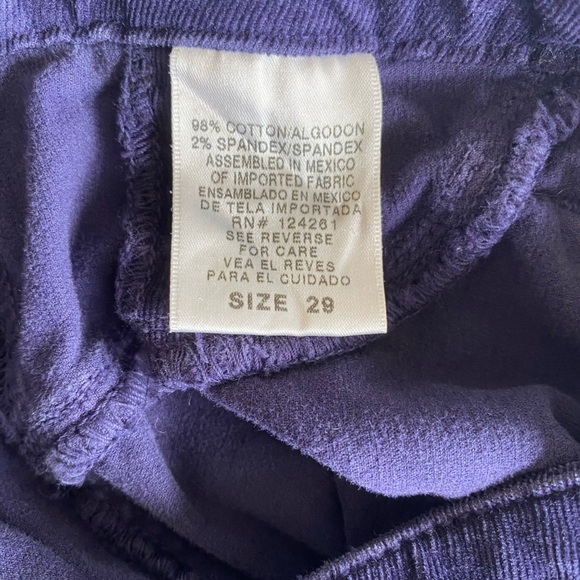 98% COTTON/ALGODON
2% SPANDEX/SPANDEX
ASSEMBLED IN MEXICO
OF IMPORTED FABRIC
ENSAMBLADO EN MEXICO
DE TELA IMPORTADA
RN# 124261
SEE REVERSE
FOR CARE
VEA EL REVES
PARA EL CUIDADO
SIZE 29